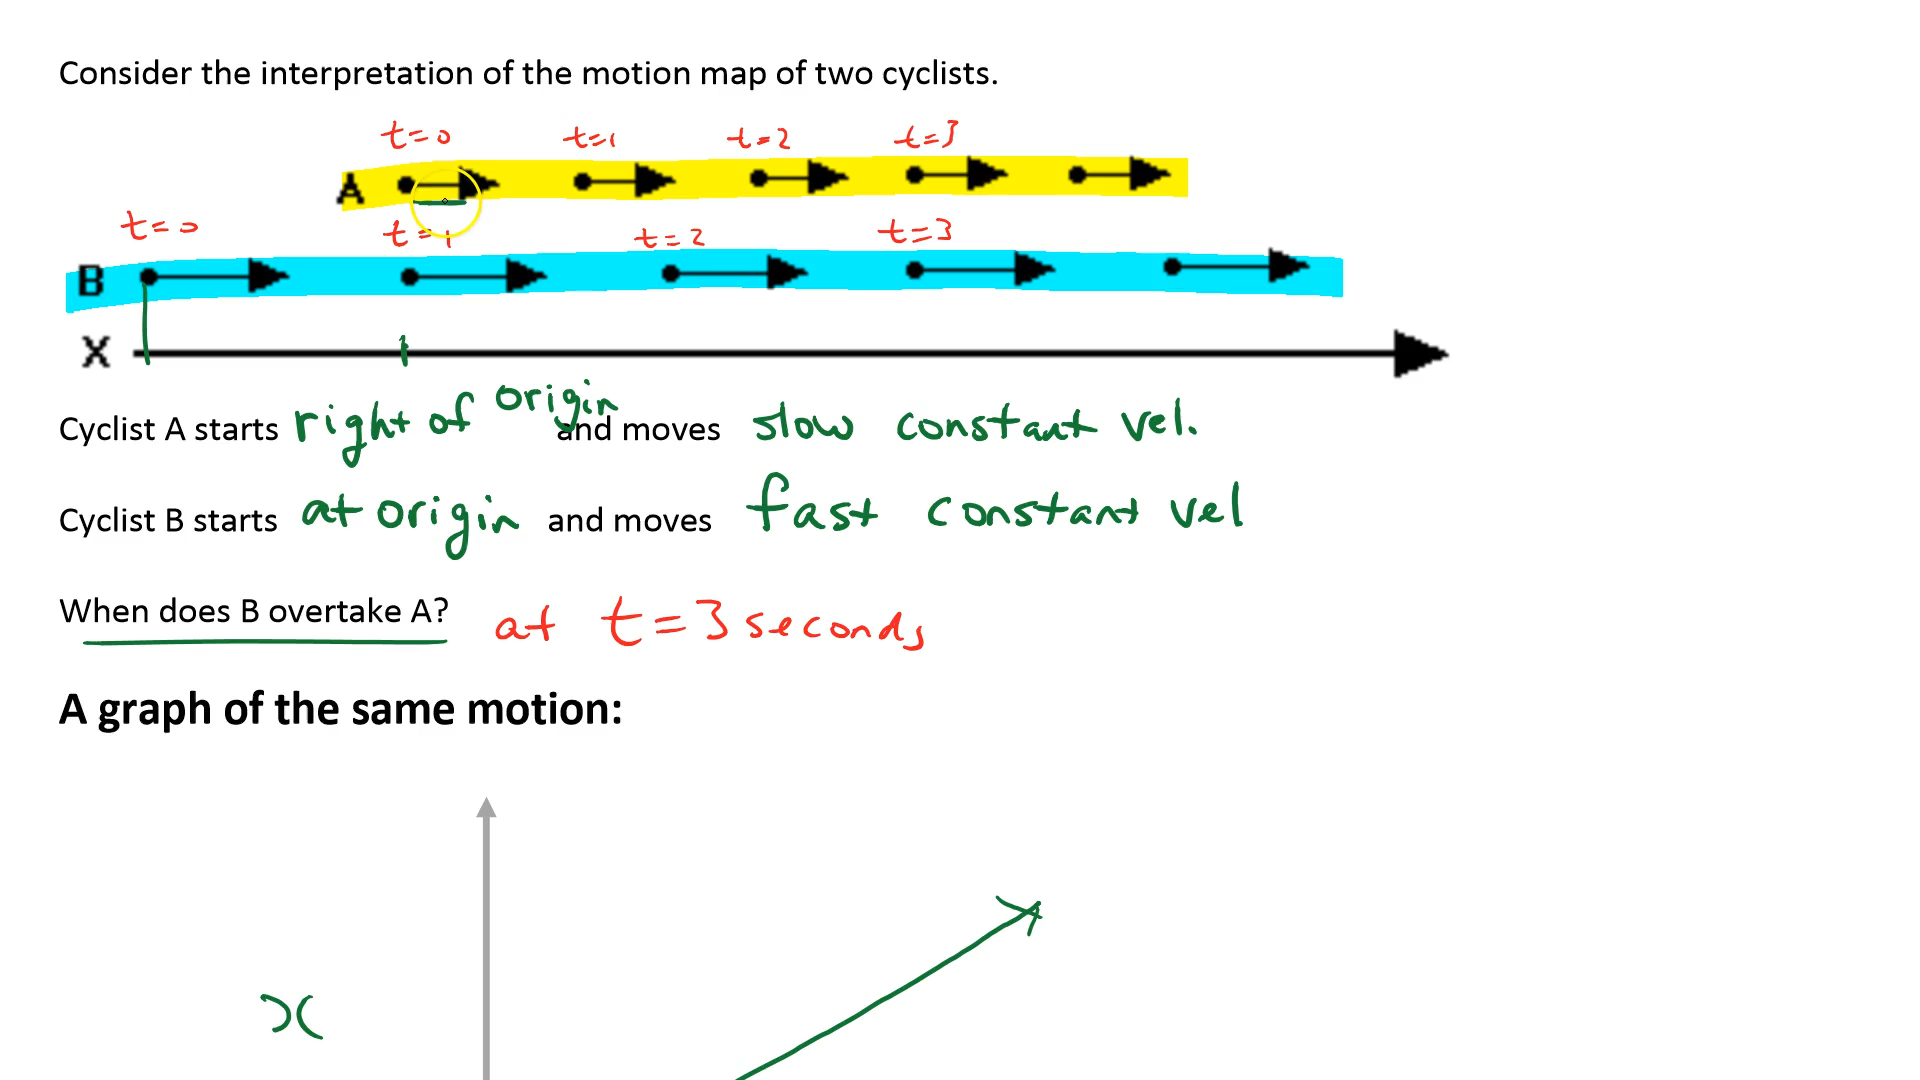 Consider the interpretation of the motion map of two cyclists.
t=0 t=1 t=2 t=3
A
t=0 t=1 t=2 t=3
B
X
Cyclist A starts right of origin and moves slow constant vel.
Cyclist B starts at origin and moves fast constant vel
When does B overtake A? at t=3 seconds
A graph of the same motion:
x